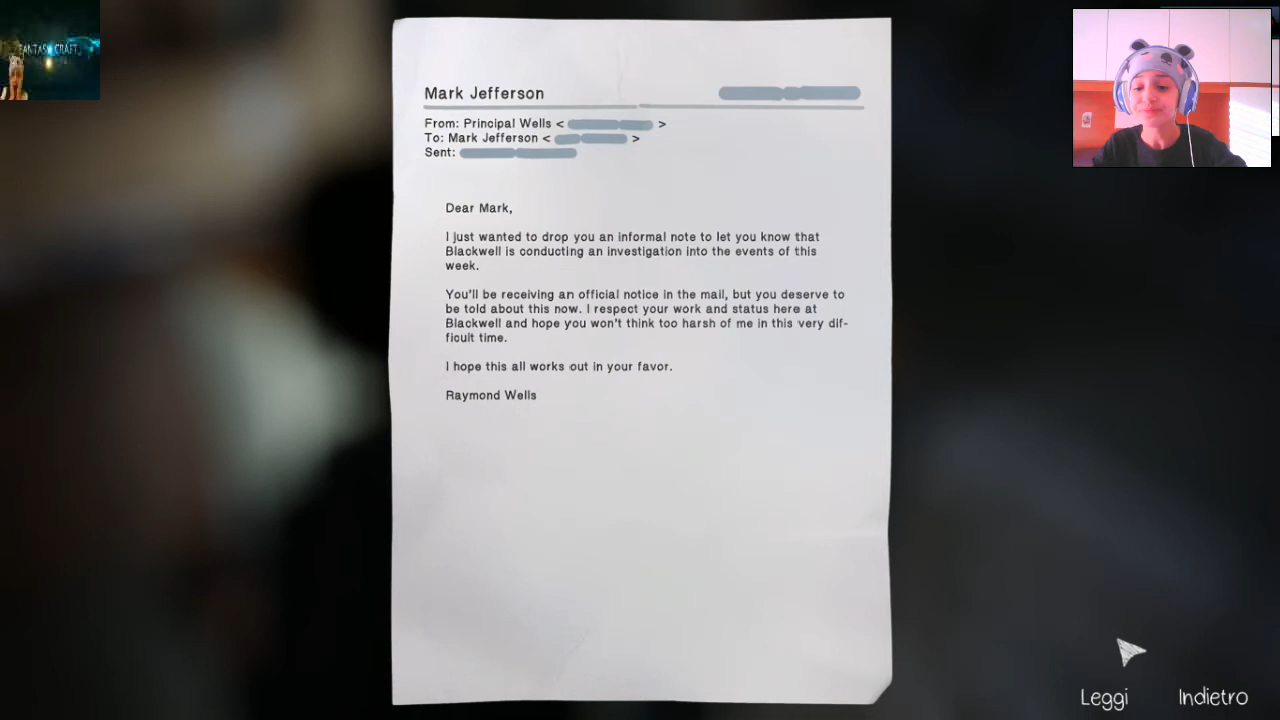 FANTASY CRAFT
Mark Jefferson
From: Principal Wells < >
To: Mark Jefferson < >
Sent:
Dear Mark,
I just wanted to drop you an informal note to let you know that
Blackwell is conducting an investigation into the events of this
week.
You'll be receiving an official notice in the mail, but you deserve to
be told about this now. I respect your work and status here at
Blackwell and hope you won't think too harsh of me in this very dif-
ficult time.
I hope this all works out in your favor.
Raymond Wells
Leggi Indietro